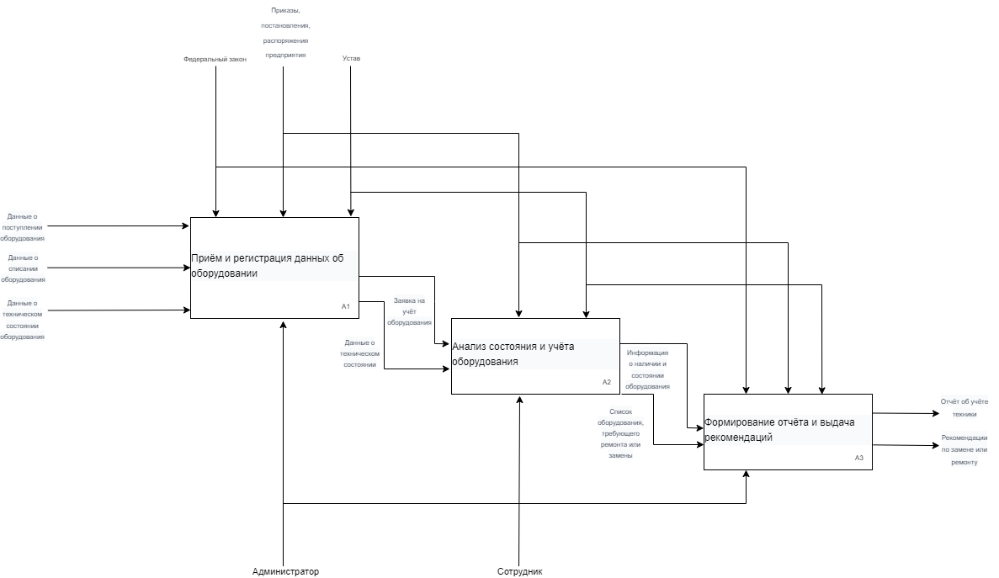 Приказы,
постановления,
распоряжения
предприятия
Федеральный закон
Устав
Данные о
поступлении
оборудования
Данные о
списании
оборудования
Данные о
техническом
состоянии
оборудования
Приём и регистрация данных об
оборудовании
A1
Заявка на
учёт
оборудования
Данные о
техническом
состоянии
Анализ состояния и учёта
оборудования
A2
Информация
о наличии и
состоянии
оборудования
Список
оборудования,
требующего
ремонта или
замены
Формирование отчёта и выдача
рекомендаций
A3
Отчёт об учёте
техники
Рекомендации
по замене или
ремонту
Администратор
Сотрудник